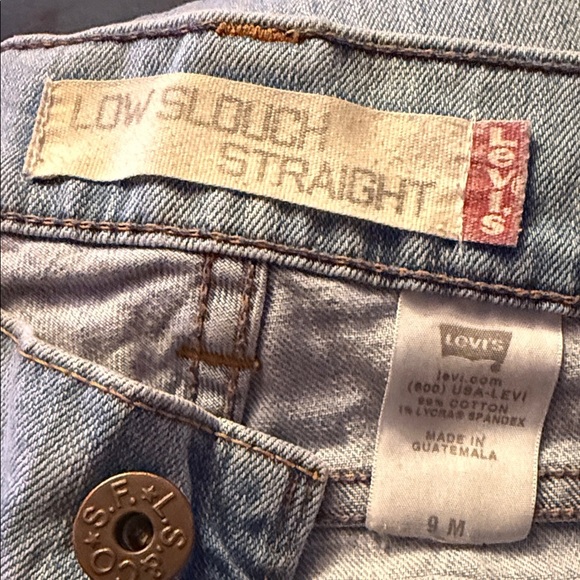 LOW SLOUCH
STRAIGHT
Levi's
LEVI'S
levi.com
(800) USA-LEVI
99% COTTON
1% LYCRA® SPANDEX
MADE IN
GUATEMALA
9 M
S.F.★L.S